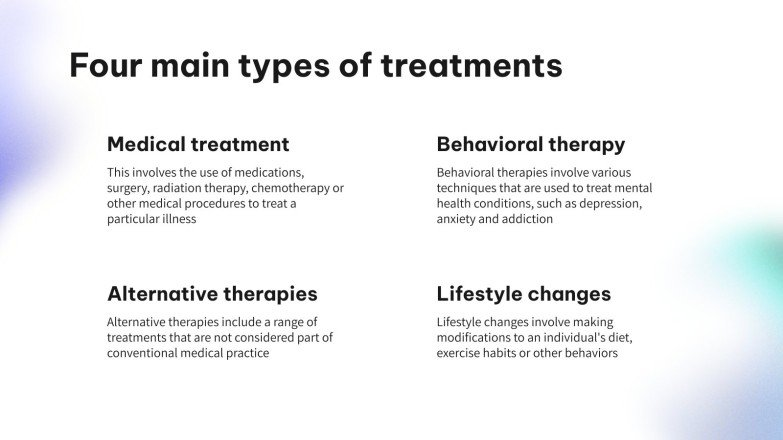 Four main types of treatments
Medical treatment
This involves the use of medications,
surgery, radiation therapy, chemotherapy or
other medical procedures to treat a
particular illness
Behavioral therapy
Behavioral therapies involve various
techniques that are used to treat mental
health conditions, such as depression,
anxiety and addiction
Alternative therapies
Alternative therapies include a range of
treatments that are not considered part of
conventional medical practice
Lifestyle changes
Lifestyle changes involve making
modifications to an individual's diet,
exercise habits or other behaviors